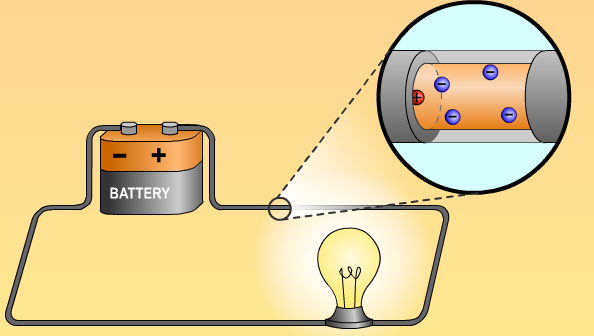 − +
BATTERY
+ − − − −